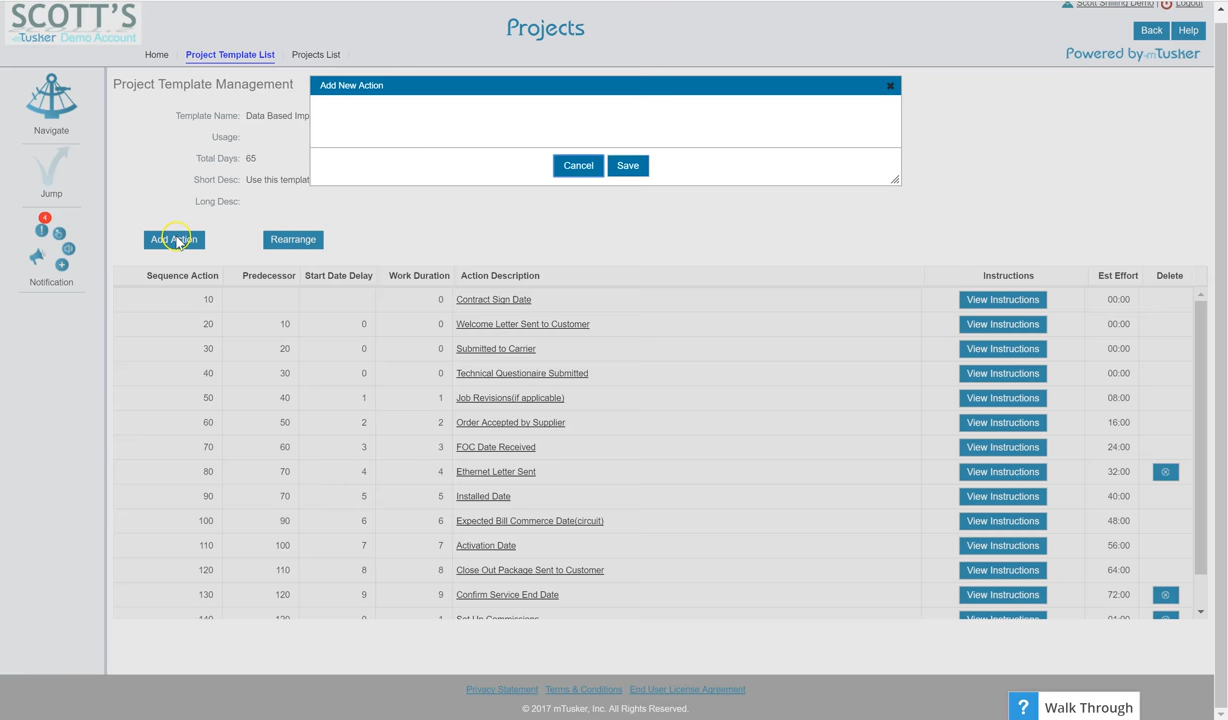 SCOTT'S
mTusker Demo Account
Projects
Scott Shilling Demo | Logout
Back Help
Powered by mTusker
Home Project Template List Projects List
Navigate
Jump
4
Notification
Project Template Management
Template Name: Data Based Imp
Usage:
Total Days: 65
Short Desc: Use this templat
Long Desc:
Add New Action
Cancel Save
Add Action Rearrange
Sequence Action Predecessor Start Date Delay Work Duration Action Description Instructions Est Effort Delete
10 0 Contract Sign Date View Instructions 00:00
20 10 0 0 Welcome Letter Sent to Customer View Instructions 00:00
30 20 0 0 Submitted to Carrier View Instructions 00:00
40 30 0 0 Technical Questionaire Submitted View Instructions 00:00
50 40 1 1 Job Revisions(if applicable) View Instructions 08:00
60 50 2 2 Order Accepted by Supplier View Instructions 16:00
70 60 3 3 FOC Date Received View Instructions 24:00
80 70 4 4 Ethernet Letter Sent View Instructions 32:00
90 70 5 5 Installed Date View Instructions 40:00
100 90 6 6 Expected Bill Commerce Date(circuit) View Instructions 48:00
110 100 7 7 Activation Date View Instructions 56:00
120 110 8 8 Close Out Package Sent to Customer View Instructions 64:00
130 120 9 9 Confirm Service End Date View Instructions 72:00
140 0 1 Set Up Commissions View Instructions
Privacy Statement Terms & Conditions End User License Agreement
© 2017 mTusker, Inc. All Rights Reserved.
? Walk Through